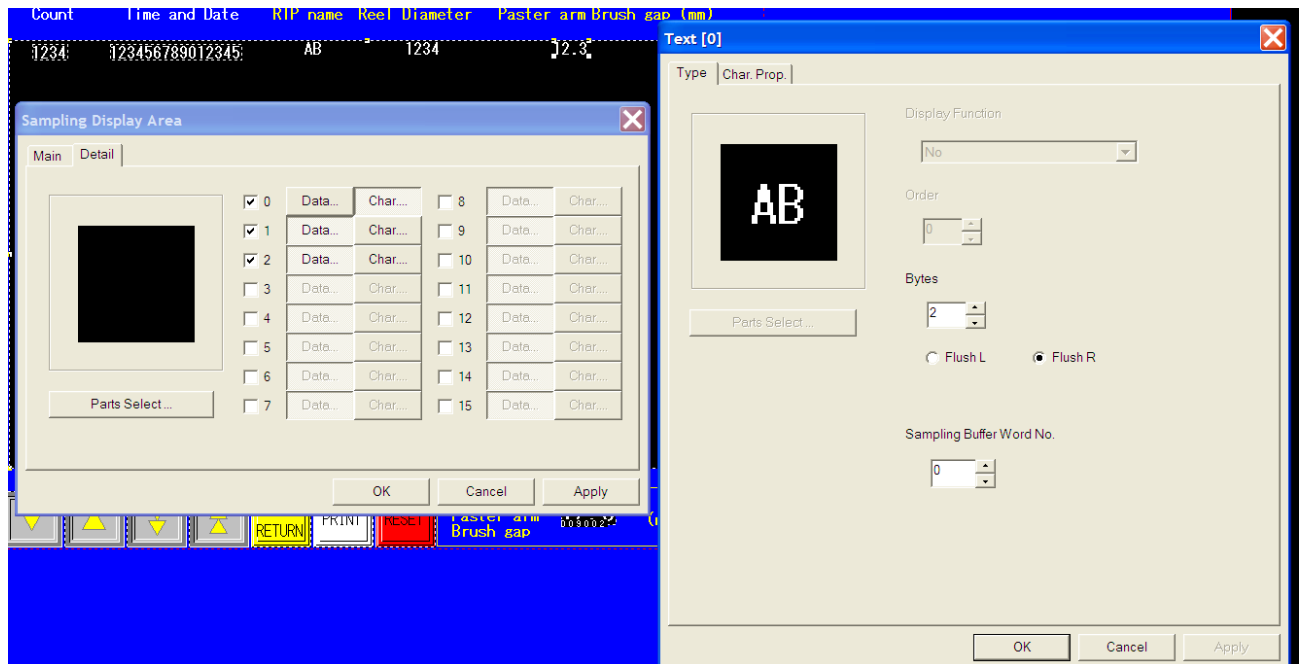 Count Time and Date RTP name Reel Diameter Paster arm Brush gap (mm)
1234 123456789012345 AB 1234 12.3
Sampling Display Area
Main Detail
0 Data... Char.... 8 Data... Char....
1 Data... Char.... 9 Data... Char....
2 Data... Char.... 10 Data... Char....
3 Data... Char.... 11 Data... Char....
4 Data... Char.... 12 Data... Char....
5 Data... Char.... 13 Data... Char....
6 Data... Char.... 14 Data... Char....
7 Data... Char.... 15 Data... Char....
Parts Select ...
OK Cancel Apply
RETURN PRINT RESET Paster arm
Brush gap
Text [0]
Type Char. Prop.
Display Function
No
AB
Order
0
Bytes
2
Parts Select ...
Flush L Flush R
Sampling Buffer Word No.
0
OK Cancel Apply